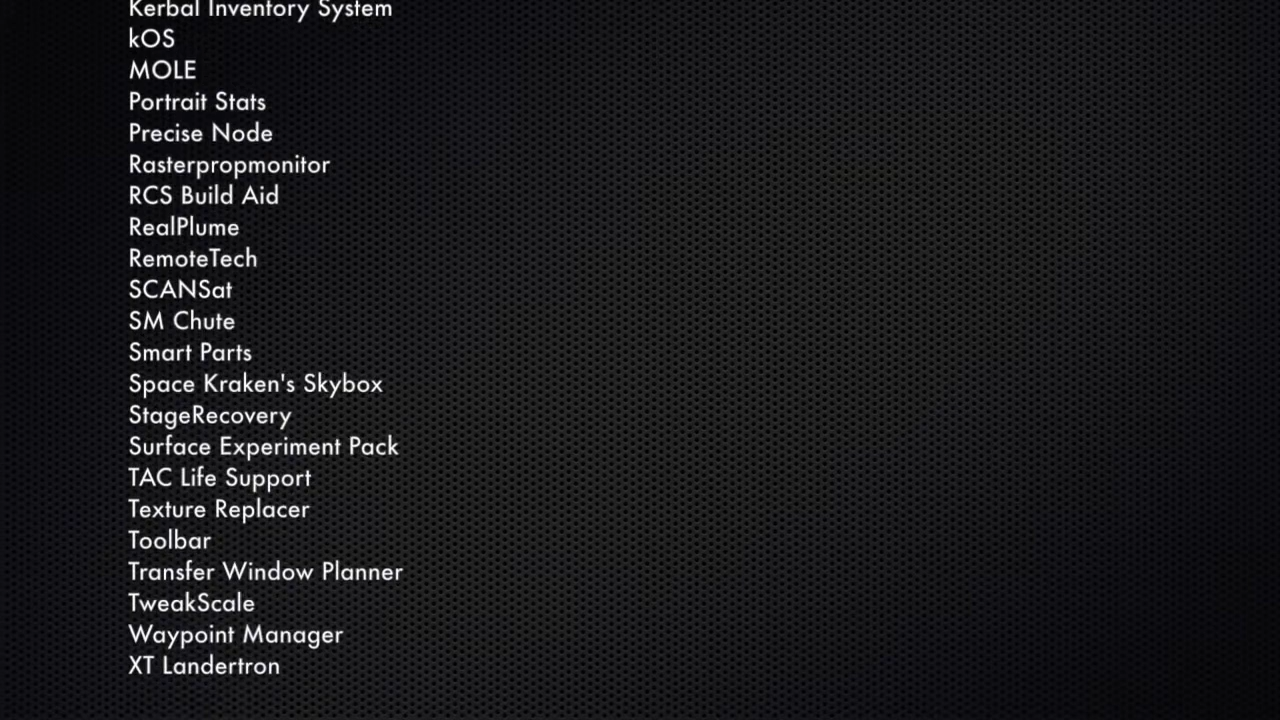 Kerbal Inventory System
kOS
MOLE
Portrait Stats
Precise Node
Rasterpropmonitor
RCS Build Aid
RealPlume
RemoteTech
SCANSat
SM Chute
Smart Parts
Space Kraken's Skybox
StageRecovery
Surface Experiment Pack
TAC Life Support
Texture Replacer
Toolbar
Transfer Window Planner
TweakScale
Waypoint Manager
XT Landertron